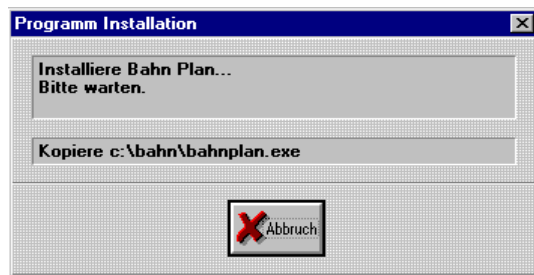 Programm Installation
Installiere Bahn Plan...
Bitte warten.
Kopiere c:\bahn\bahnplan.exe
Abbruch